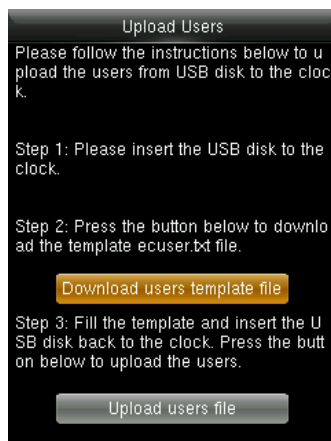 Upload Users
Please follow the instructions below to u
pload the users from USB disk to the cloc
k.
Step 1: Please insert the USB disk to the
clock.
Step 2: Press the button below to downlo
ad the template ecuser.txt file.
Download users template file
Step 3: Fill the template and insert the U
SB disk back to the clock. Press the butt
on below to upload the users.
Upload users file